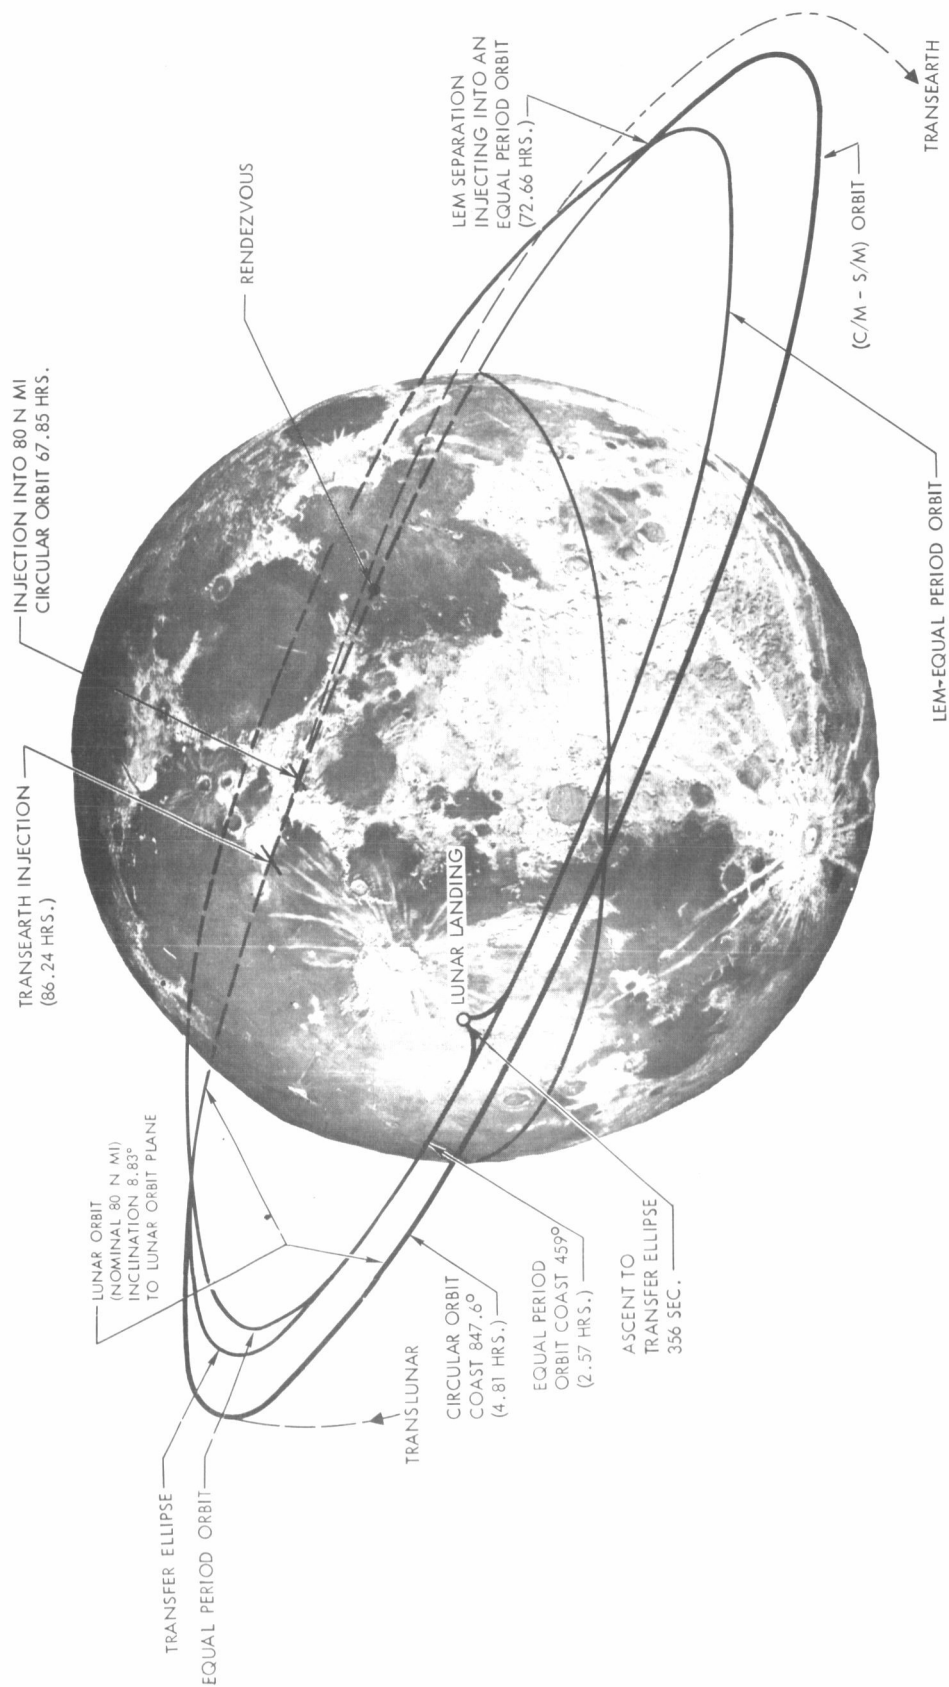 TRANSEARTH INJECTION
(86.24 HRS.)
INJECTION INTO 80 N MI
CIRCULAR ORBIT 67.85 HRS.
RENDEZVOUS
LEM SEPARATION
INJECTING INTO AN
EQUAL PERIOD ORBIT
(72.66 HRS.)
LUNAR ORBIT
(NOMINAL 80 N MI)
INCLINATION 8.83°
TO LUNAR ORBIT PLANE
TRANSFER ELLIPSE
EQUAL PERIOD ORBIT
LUNAR LANDING
TRANSLUNAR
CIRCULAR ORBIT
COAST 847.6°
(4.81 HRS.)
EQUAL PERIOD
ORBIT COAST 459°
(2.57 HRS.)
ASCENT TO
TRANSFER ELLIPSE
356 SEC.
TRANSEARTH
(C/M - S/M) ORBIT
LEM-EQUAL PERIOD ORBIT